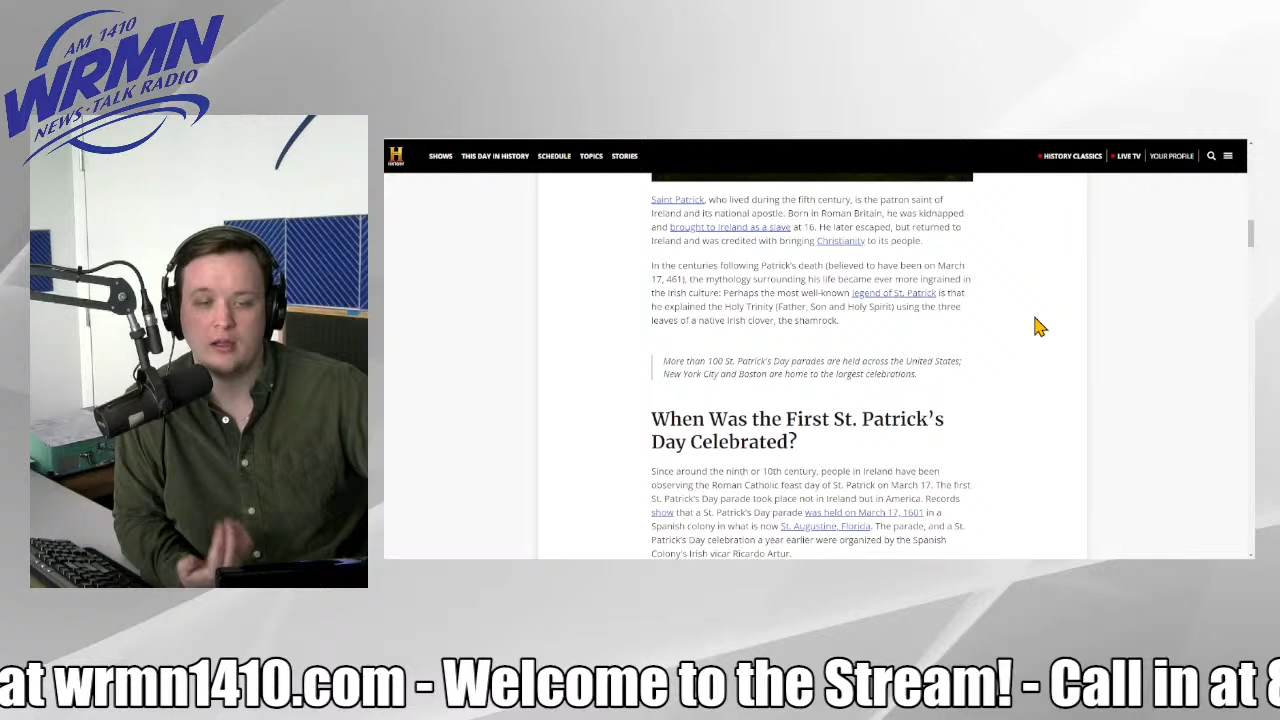 AM 1410
WRMN
NEWS-TALK RADIO
H
HISTORY
SHOWS THIS DAY IN HISTORY SCHEDULE TOPICS STORIES HISTORY CLASSICS LIVE TV YOUR PROFILE
Saint Patrick, who lived during the fifth century, is the patron saint of
Ireland and its national apostle. Born in Roman Britain, he was kidnapped
and brought to Ireland as a slave at 16. He later escaped, but returned to
Ireland and was credited with bringing Christianity to its people.
In the centuries following Patrick's death (believed to have been on March
17, 461), the mythology surrounding his life became ever more ingrained in
the Irish culture: Perhaps the most well-known legend of St. Patrick is that
he explained the Holy Trinity (Father, Son and Holy Spirit) using the three
leaves of a native Irish clover, the shamrock.
More than 100 St. Patrick's Day parades are held across the United States;
New York City and Boston are home to the largest celebrations.
When Was the First St. Patrick's
Day Celebrated?
Since around the ninth or 10th century, people in Ireland have been
observing the Roman Catholic feast day of St. Patrick on March 17. The first
St. Patrick's Day parade took place not in Ireland but in America. Records
show that a St. Patrick's Day parade was held on March 17, 1601 in a
Spanish colony in what is now St. Augustine, Florida. The parade, and a St.
Patrick's Day celebration a year earlier were organized by the Spanish
Colony's Irish vicar Ricardo Artur.
at wrmn1410.com - Welcome to the Stream! - Call in at 8